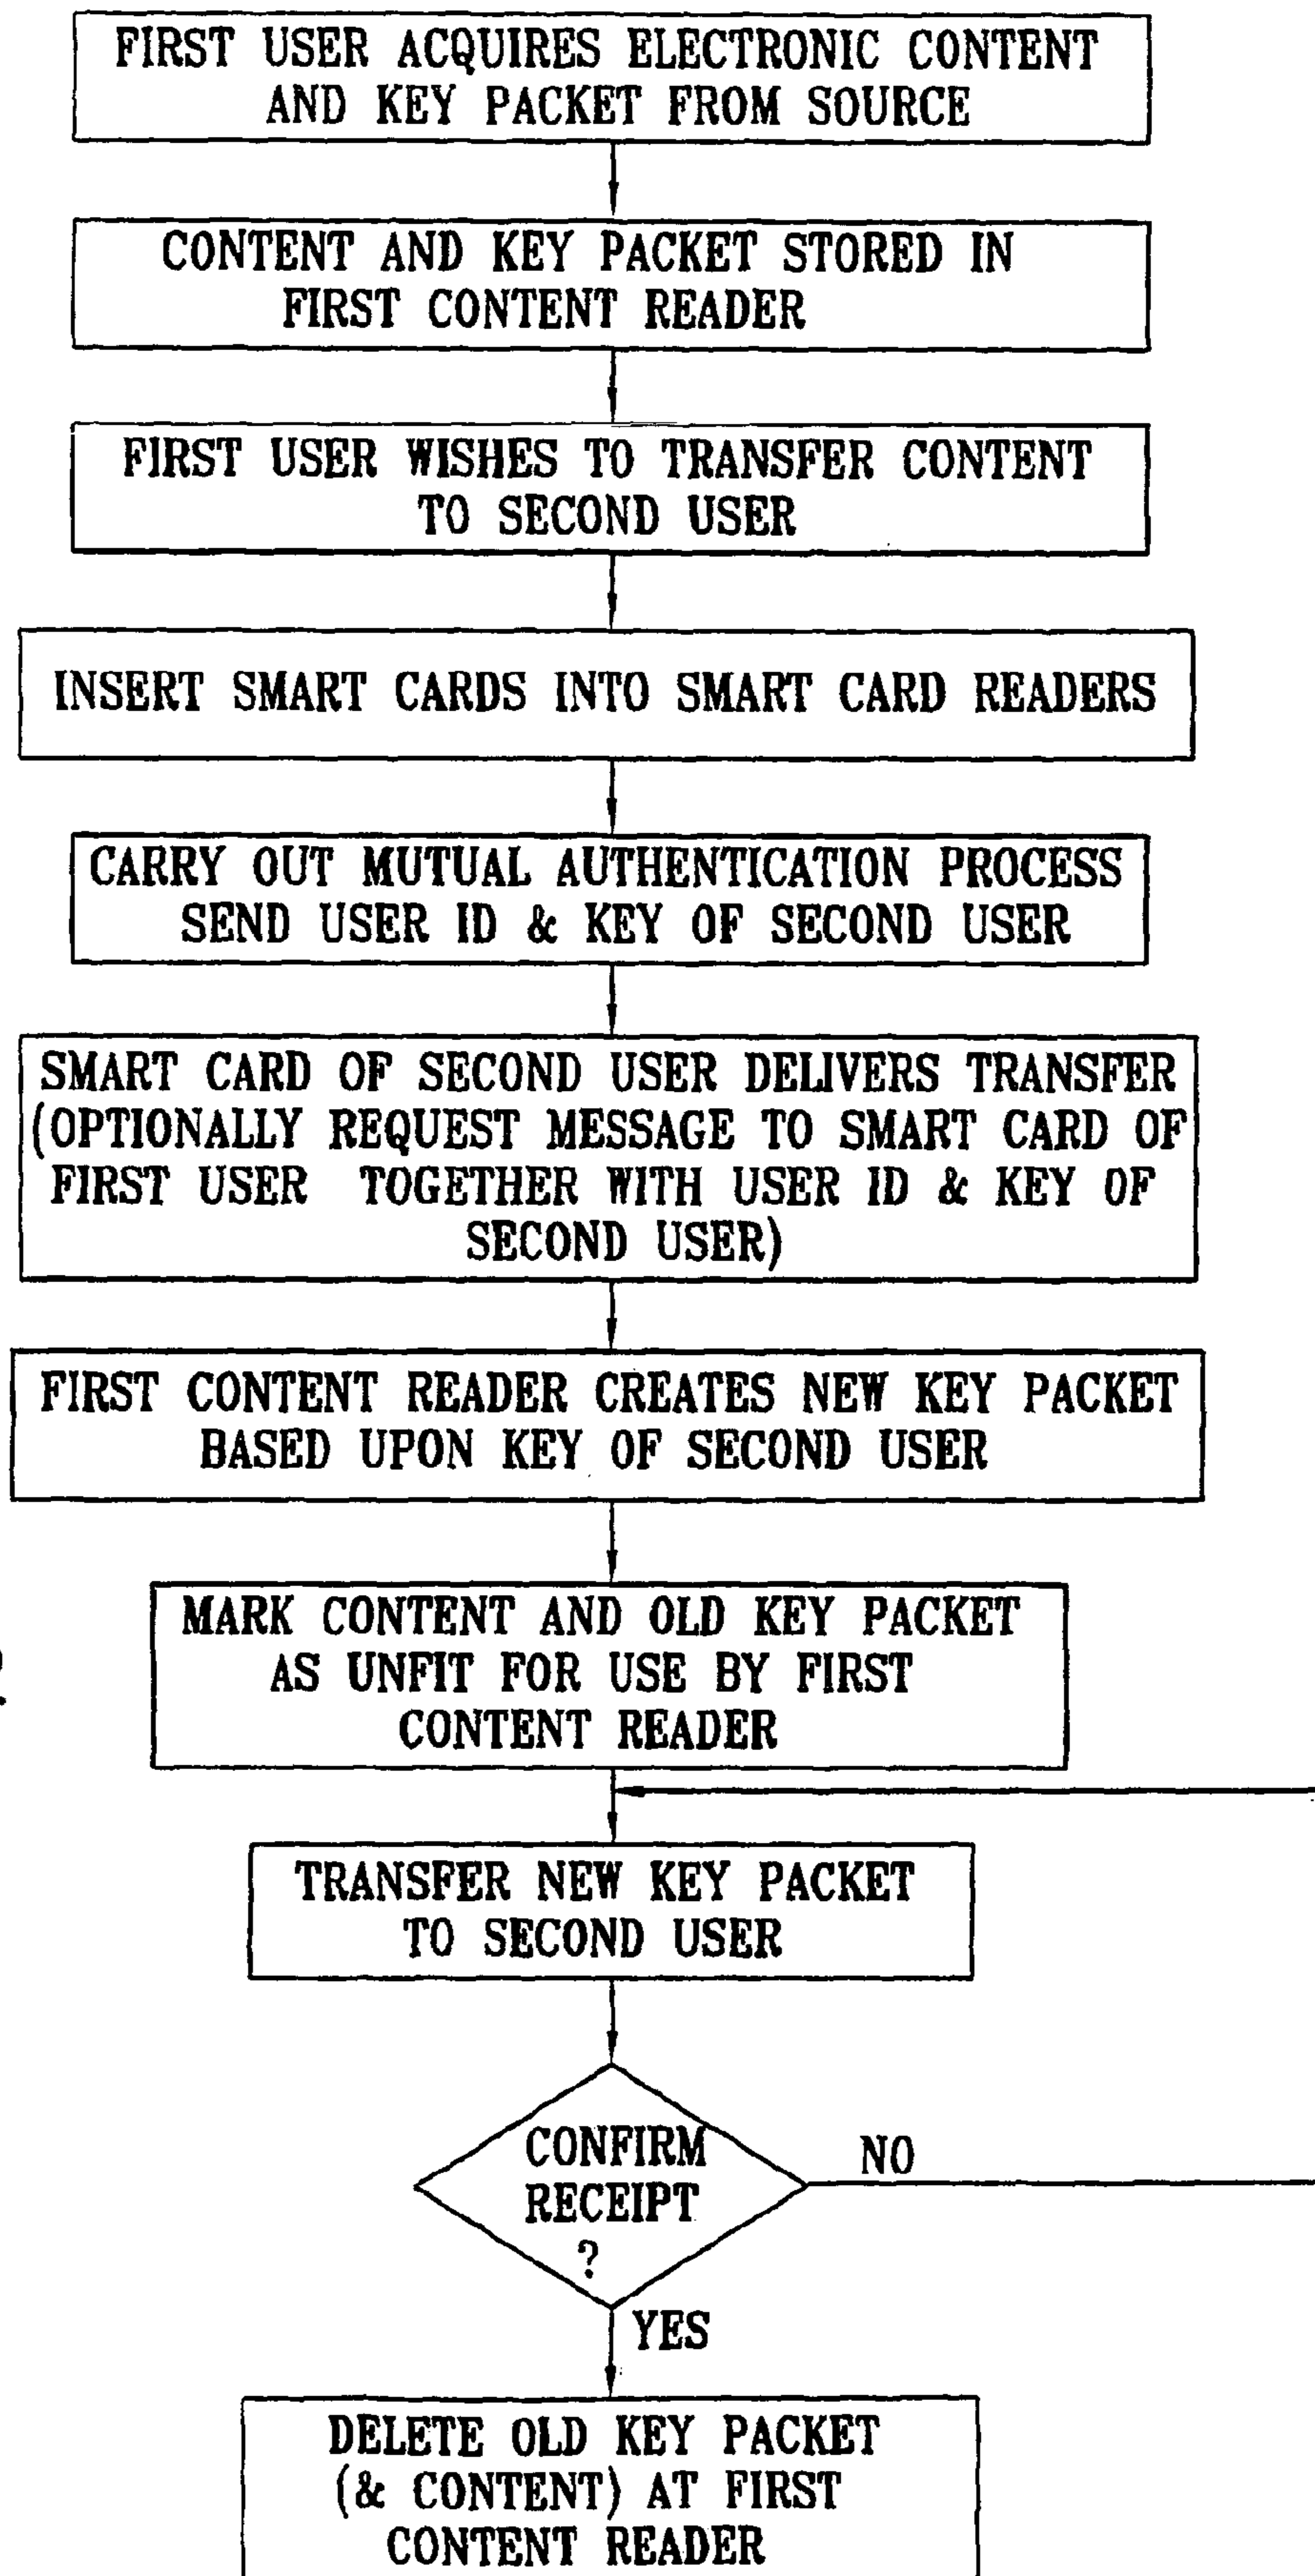 FIRST USER ACQUIRES ELECTRONIC CONTENT
AND KEY PACKET FROM SOURCE
CONTENT AND KEY PACKET STORED IN
FIRST CONTENT READER
FIRST USER WISHES TO TRANSFER CONTENT
TO SECOND USER
INSERT SMART CARDS INTO SMART CARD READERS
CARRY OUT MUTUAL AUTHENTICATION PROCESS
SEND USER ID & KEY OF SECOND USER
SMART CARD OF SECOND USER DELIVERS TRANSFER
(OPTIONALLY REQUEST MESSAGE TO SMART CARD OF
FIRST USER TOGETHER WITH USER ID & KEY OF
SECOND USER)
FIRST CONTENT READER CREATES NEW KEY PACKET
BASED UPON KEY OF SECOND USER
MARK CONTENT AND OLD KEY PACKET
AS UNFIT FOR USE BY FIRST
CONTENT READER
TRANSFER NEW KEY PACKET
TO SECOND USER
CONFIRM
RECEIPT
?
NO
YES
DELETE OLD KEY PACKET
(& CONTENT) AT FIRST
CONTENT READER